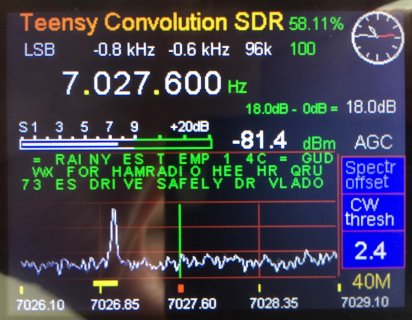 Teensy Convolution SDR 58.11%
LSB -0.8 kHz -0.6 kHz 96k 100
7.027.600 Hz
18.0dB - 0dB = 18.0dB
S 1 3 5 7 9 +20dB -81.4 dBm AGC
= RAINY ES T EMP 1 4C = GUD
WX FOR HAMRADIO HEE HR QRU
73 ES DRIVE SAFELY DR VLADO
Spectr
offset
CW
thresh
2.4
40M
7026.10 7026.85 7027.60 7028.35 7029.10